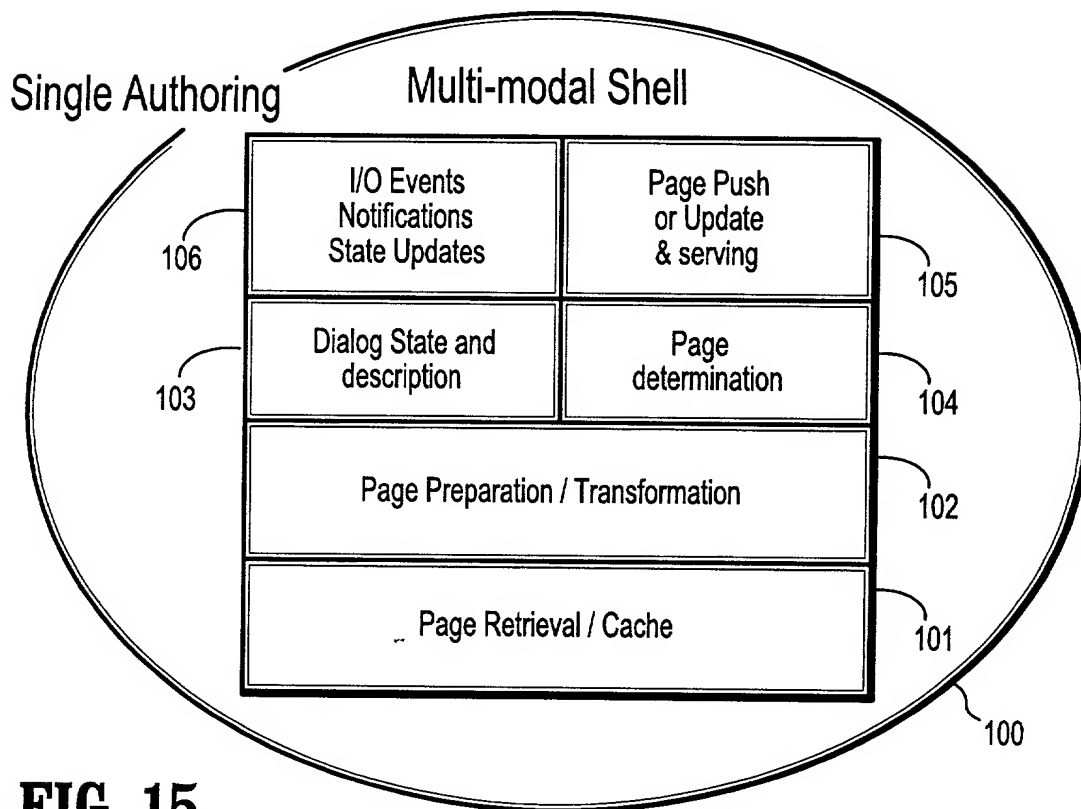 Single Authoring
Multi-modal Shell
I/O Events
Notifications
State Updates
Page Push
or Update
& serving
106
105
Dialog State and
description
Page
determination
103
104
Page Preparation / Transformation
102
Page Retrieval / Cache
101
100
FIG. 15